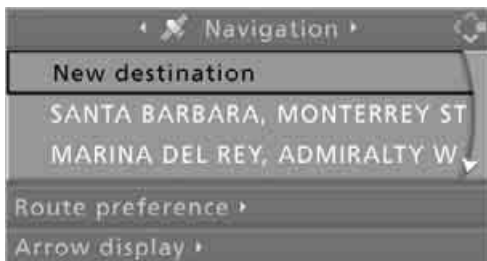 Navigation
New destination
SANTA BARBARA, MONTERREY ST
MARINA DEL REY, ADMIRALTY W
Route preference
Arrow display